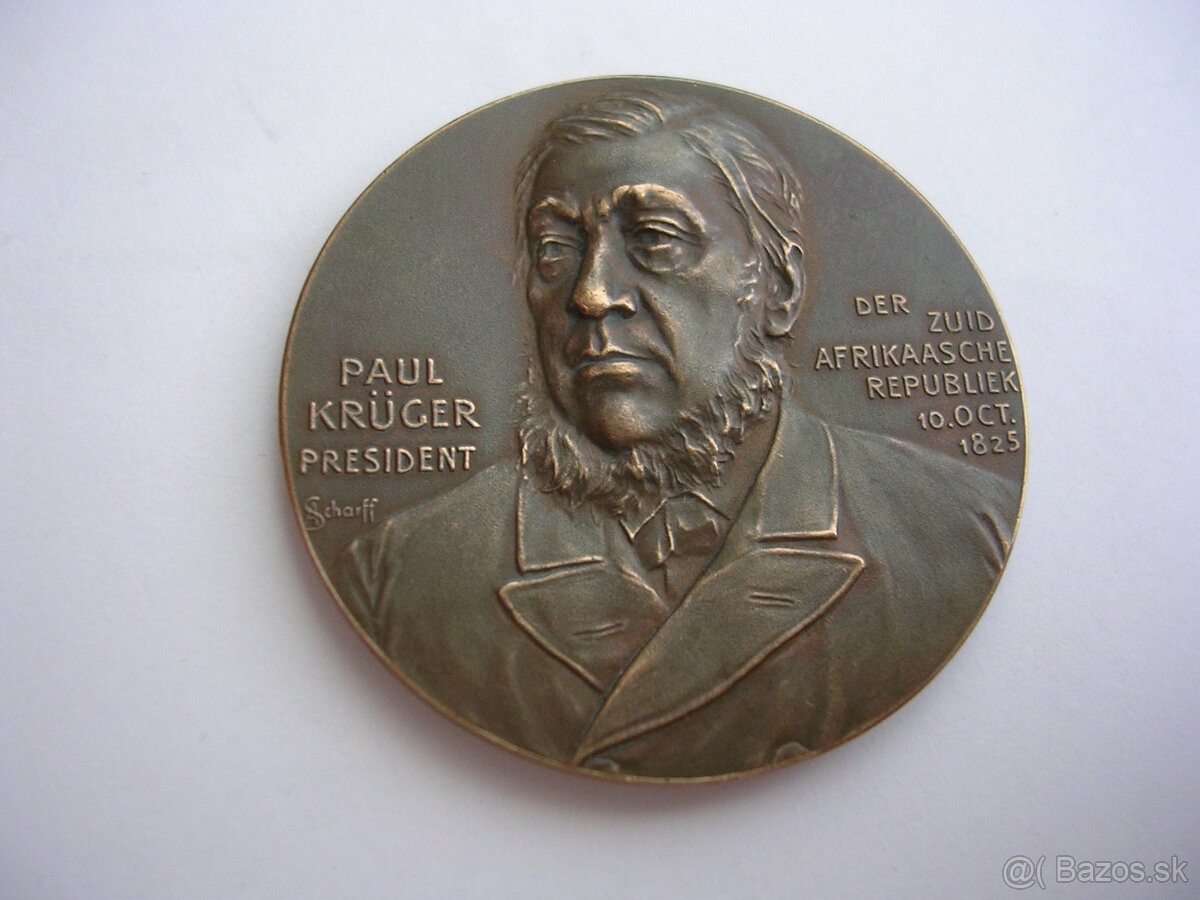 PAUL
KRÜGER
PRESIDENT
Scharff
DER
ZUID
AFRIKAASCHE
REPUBLIEK
10.OCT.
1825
@( Bazos.sk